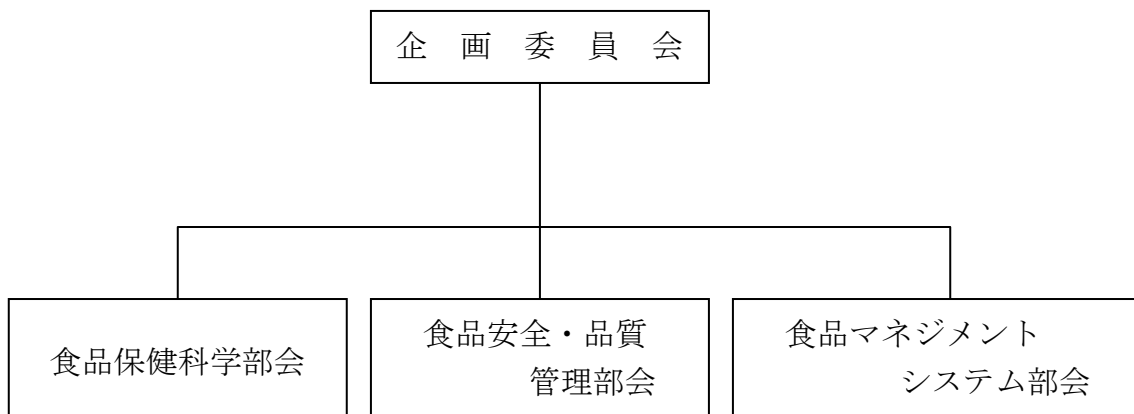 企画委員会
食品保健科学部会
食品安全・品質
管理部会
食品マネジメント
システム部会